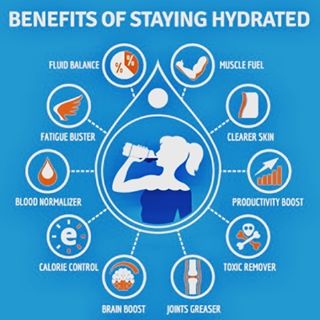 BENEFITS OF STAYING HYDRATED
FLUID BALANCE
MUSCLE FUEL
FATIGUE BUSTER
CLEARER SKIN
BLOOD NORMALIZER
PRODUCTIVITY BOOST
CALORIE CONTROL
TOXIC REMOVER
BRAIN BOOST
JOINTS GREASER